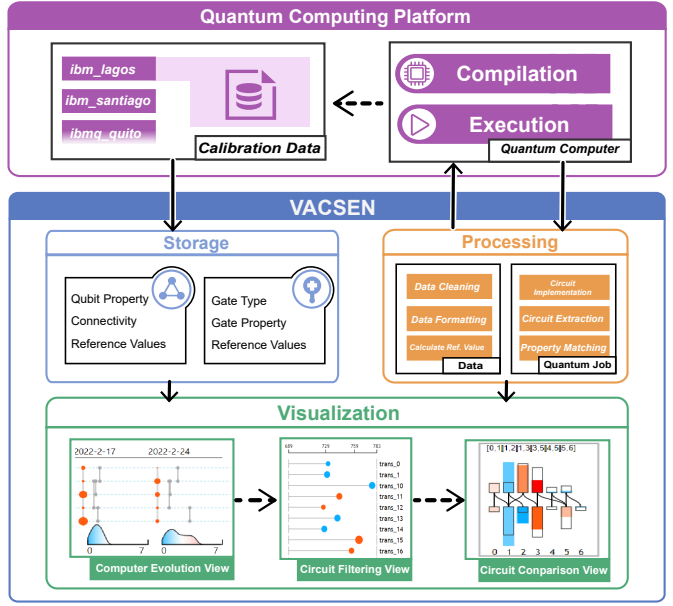 Quantum Computing Platform
ibm_lagos
ibm_santiago
ibmq_quito
Calibration Data
Compilation
Execution
Quantum Computer
VACSEN
Storage
Qubit Property
Connectivity
Reference Values
Gate Type
Gate Property
Reference Values
Processing
Data Cleaning
Data Formatting
Calculate Ref. Value
Data
Circuit
Implementation
Circuit Extraction
Property Matching
Quantum Job
Visualization
2022-2-17
2022-2-24
0
7
0
7
Computer Evolution View
689
729
759
783
trans_0
trans_1
trans_10
trans_11
trans_12
trans_13
trans_14
trans_15
trans_16
Circuit Filtering View
[0,1][1,2][1,3][3,5][4,5][5,6]
0 1 2 3 4 5 6
Circuit Comparison View